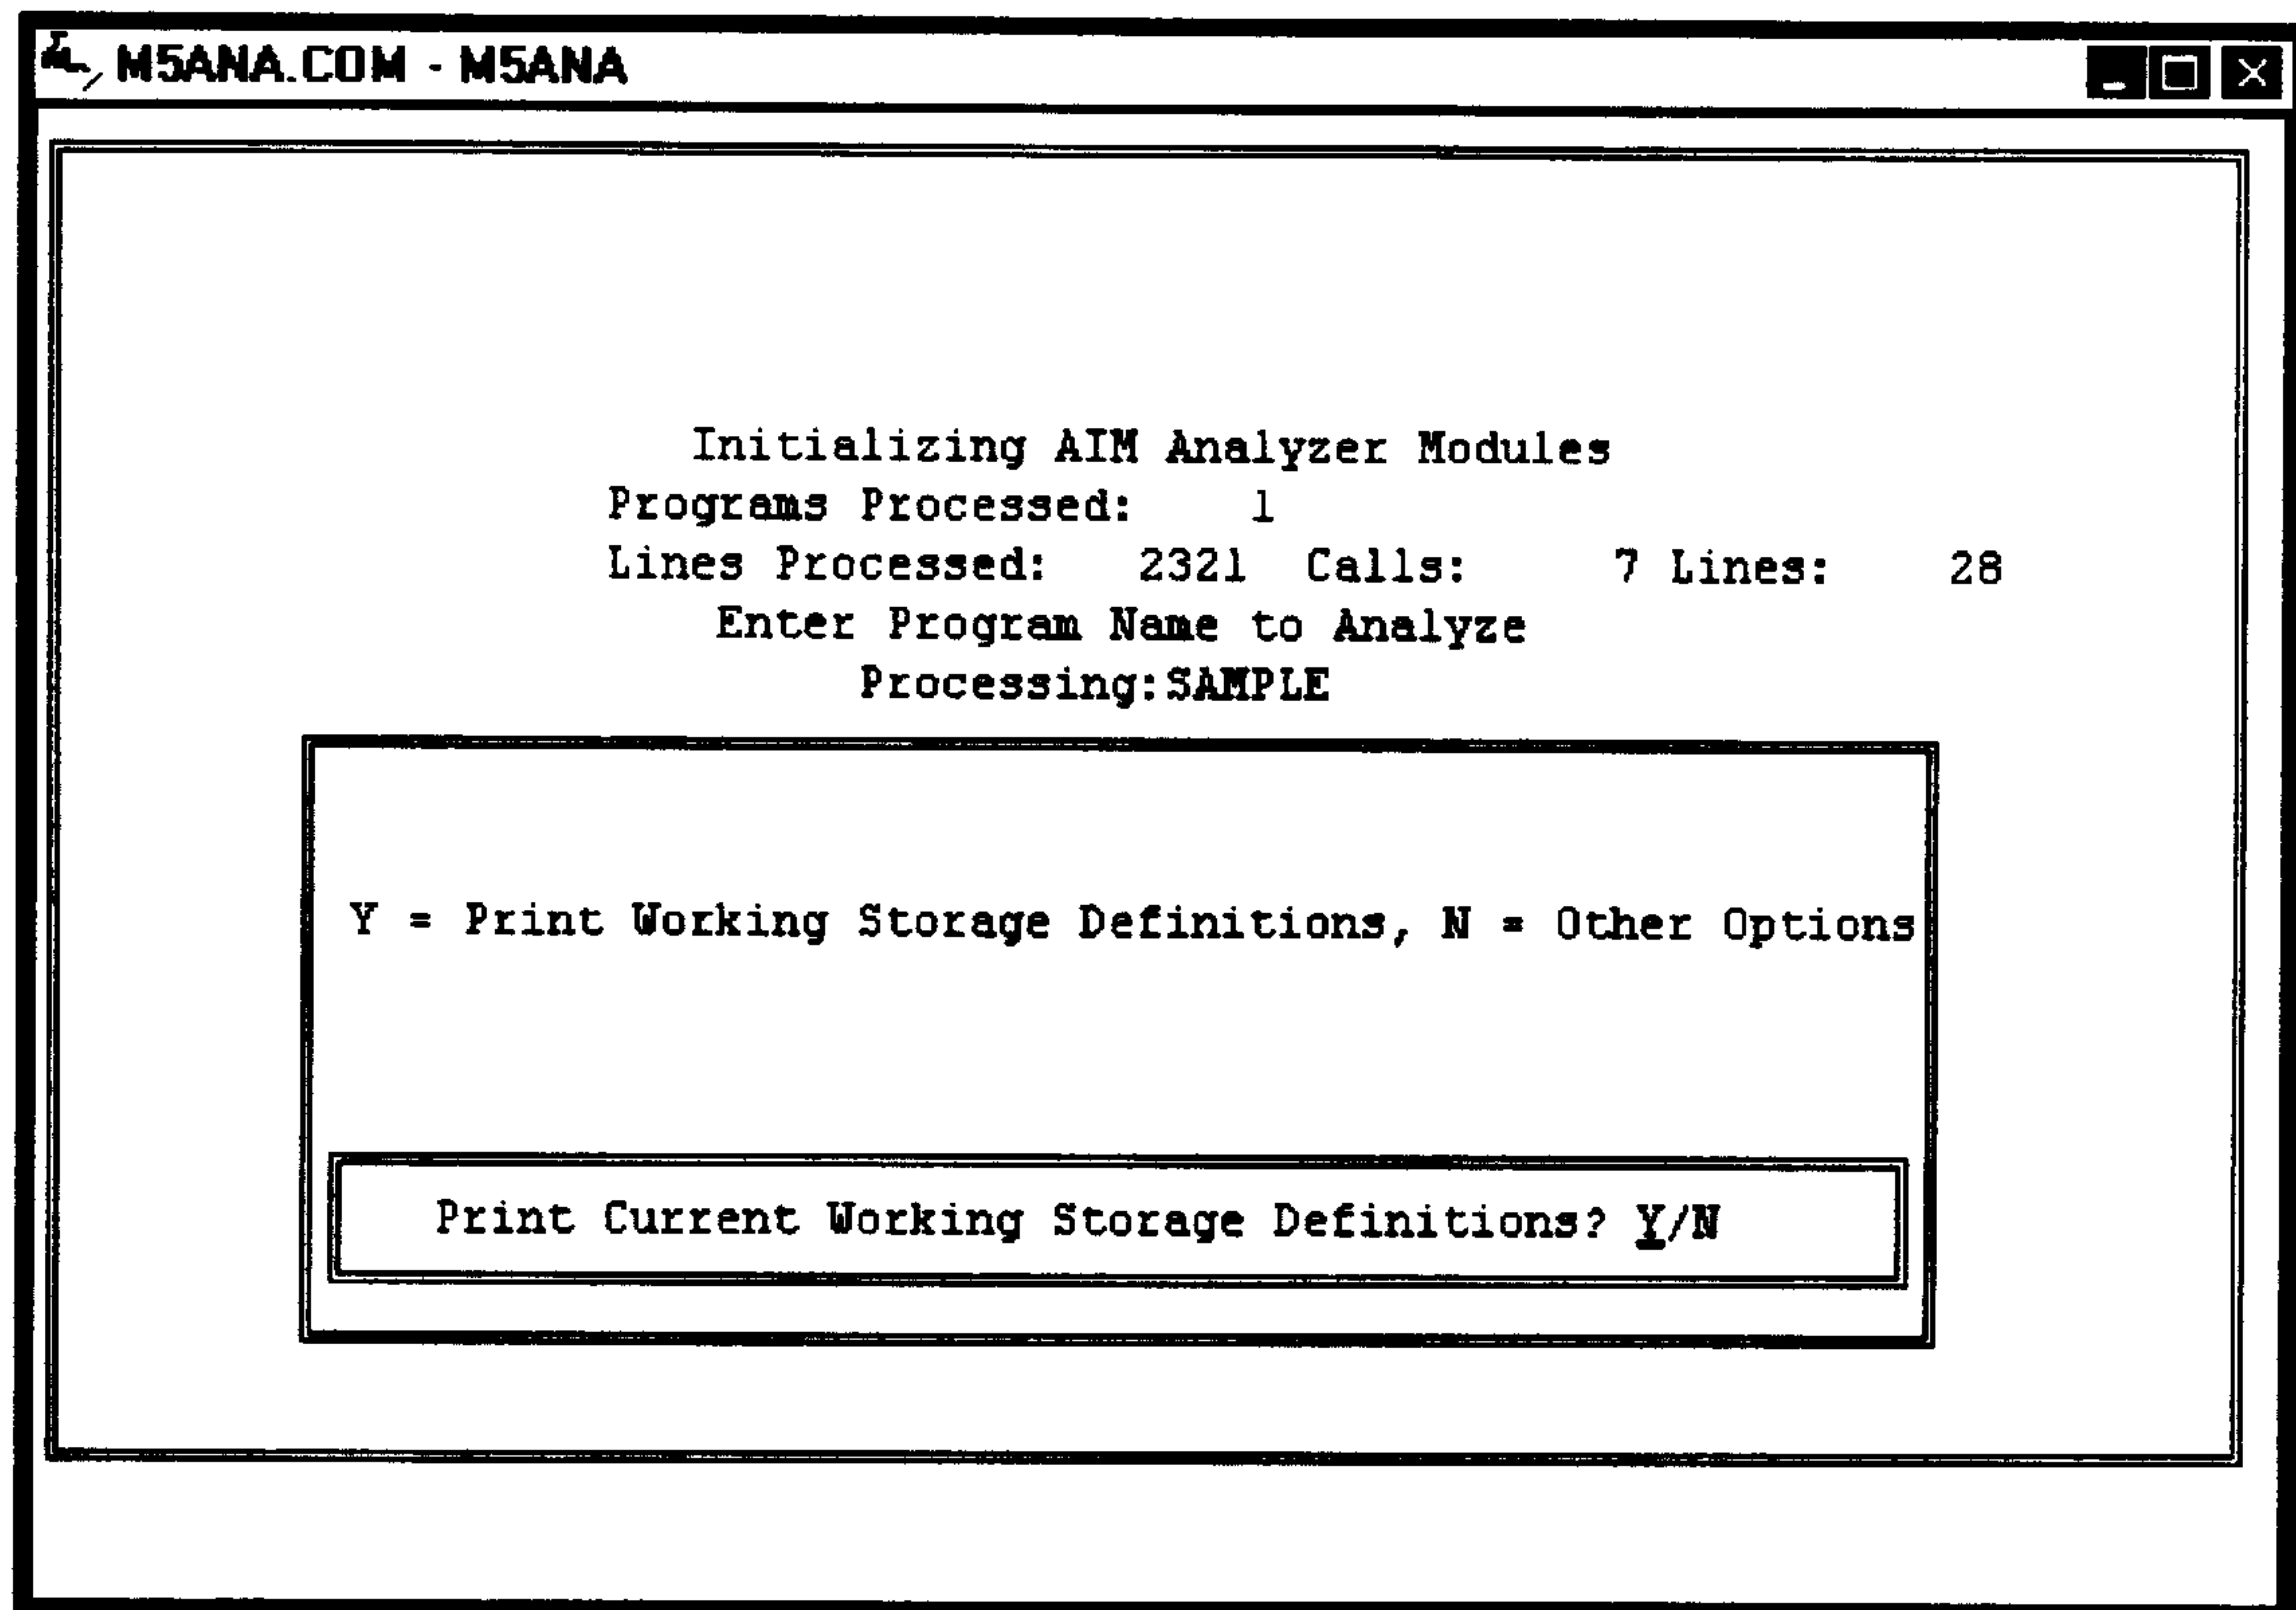 M5ANA.COM - M5ANA
Initializing AIM Analyzer Modules
Programs Processed: 1
Lines Processed: 2321 Calls: 7 Lines: 28
Enter Program Name to Analyze
Processing:SAMPLE
Y = Print Working Storage Definitions, N = Other Options
Print Current Working Storage Definitions? Y/N